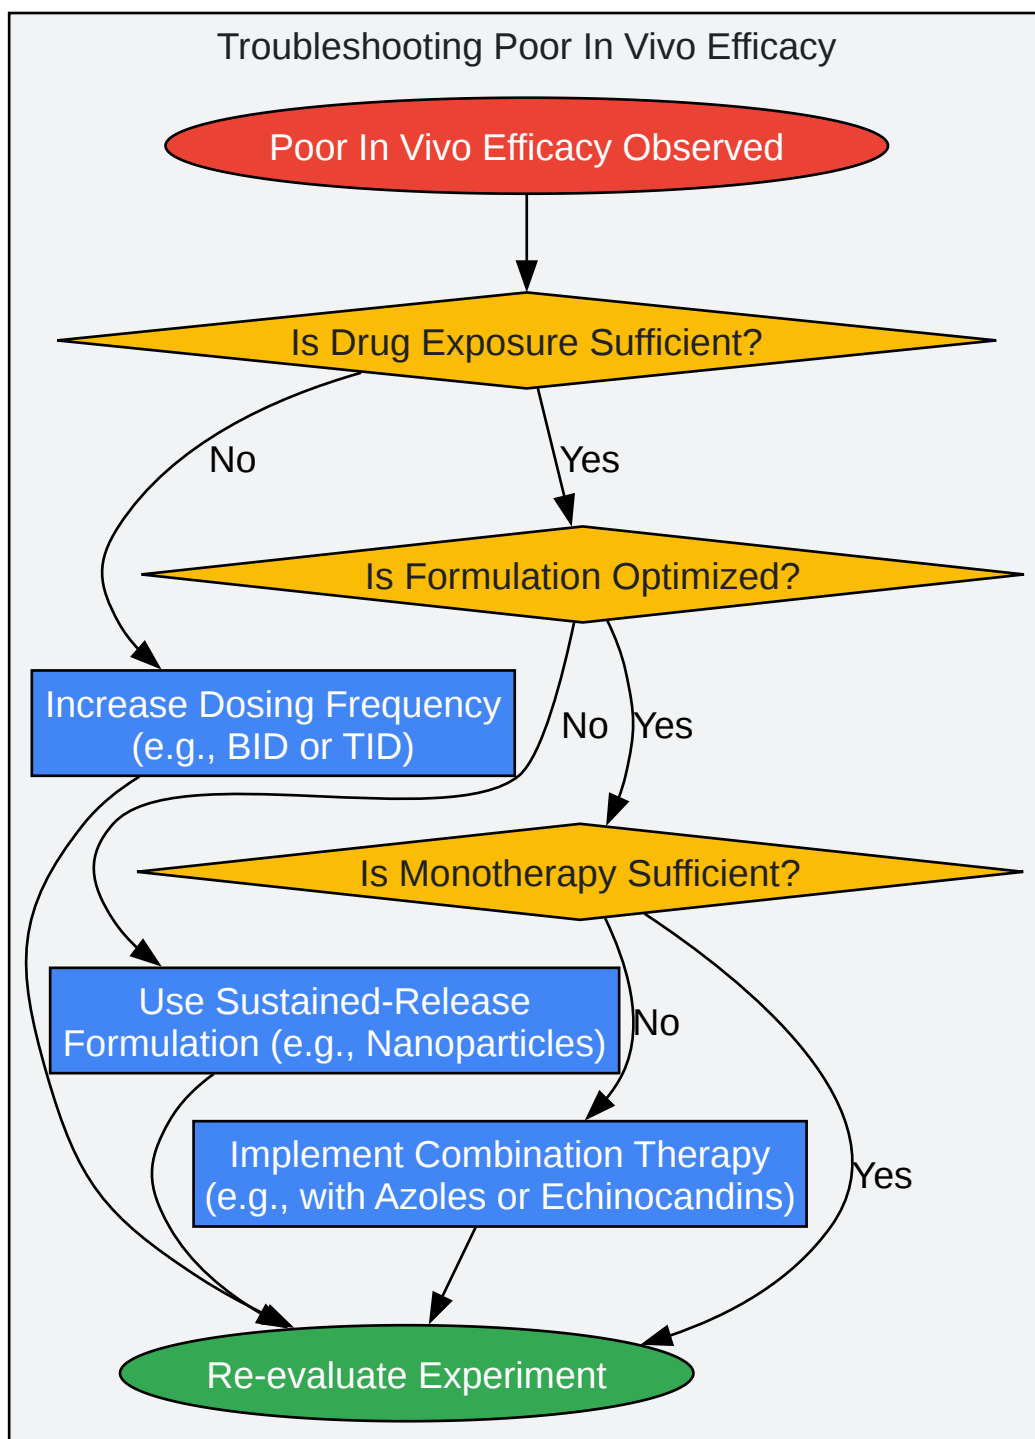 Troubleshooting Poor In Vivo Efficacy
Poor In Vivo Efficacy Observed
Is Drug Exposure Sufficient?
No
Yes
Is Formulation Optimized?
Increase Dosing Frequency
(e.g., BID or TID)
No
Yes
Is Monotherapy Sufficient?
Use Sustained-Release
Formulation (e.g., Nanoparticles)
No
Implement Combination Therapy
(e.g., with Azoles or Echinocandins)
Yes
Re-evaluate Experiment